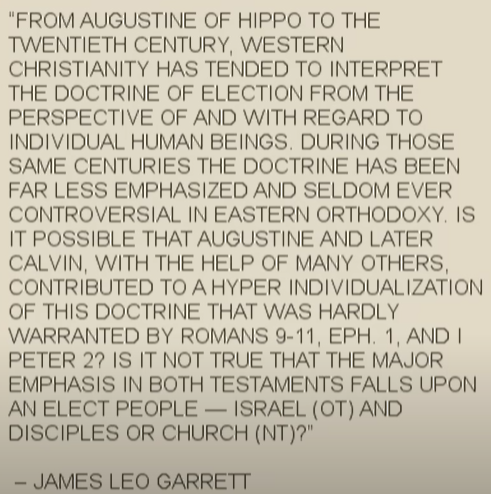 "FROM AUGUSTINE OF HIPPO TO THE
TWENTIETH CENTURY, WESTERN
CHRISTIANITY HAS TENDED TO INTERPRET
THE DOCTRINE OF ELECTION FROM THE
PERSPECTIVE OF AND WITH REGARD TO
INDIVIDUAL HUMAN BEINGS. DURING THOSE
SAME CENTURIES THE DOCTRINE HAS BEEN
FAR LESS EMPHASIZED AND SELDOM EVER
CONTROVERSIAL IN EASTERN ORTHODOXY. IS
IT POSSIBLE THAT AUGUSTINE AND LATER
CALVIN, WITH THE HELP OF MANY OTHERS,
CONTRIBUTED TO A HYPER INDIVIDUALIZATION
OF THIS DOCTRINE THAT WAS HARDLY
WARRANTED BY ROMANS 9-11, EPH. 1, AND I
PETER 2? IS IT NOT TRUE THAT THE MAJOR
EMPHASIS IN BOTH TESTAMENTS FALLS UPON
AN ELECT PEOPLE — ISRAEL (OT) AND
DISCIPLES OR CHURCH (NT)?"
– JAMES LEO GARRETT